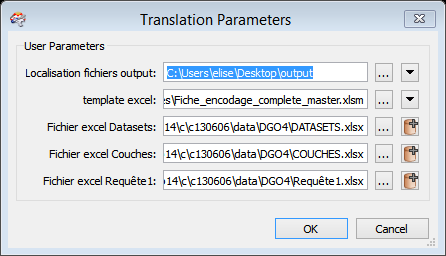 Translation Parameters
User Parameters
Localisation fichiers output: C:\Users\elise\Desktop\output ...
template excel: es\Fiche_encodage_complete_master.xlsm ...
Fichier excel Datasets: 14\c\c130606\data\DGO4\DATASETS.xlsx ...
Fichier excel Couches: 14\c\c130606\data\DGO4\COUCHES.xlsx ...
Fichier excel Requête1: o14\c\c130606\data\DGO4\Requête1.xlsx ...
OK Cancel